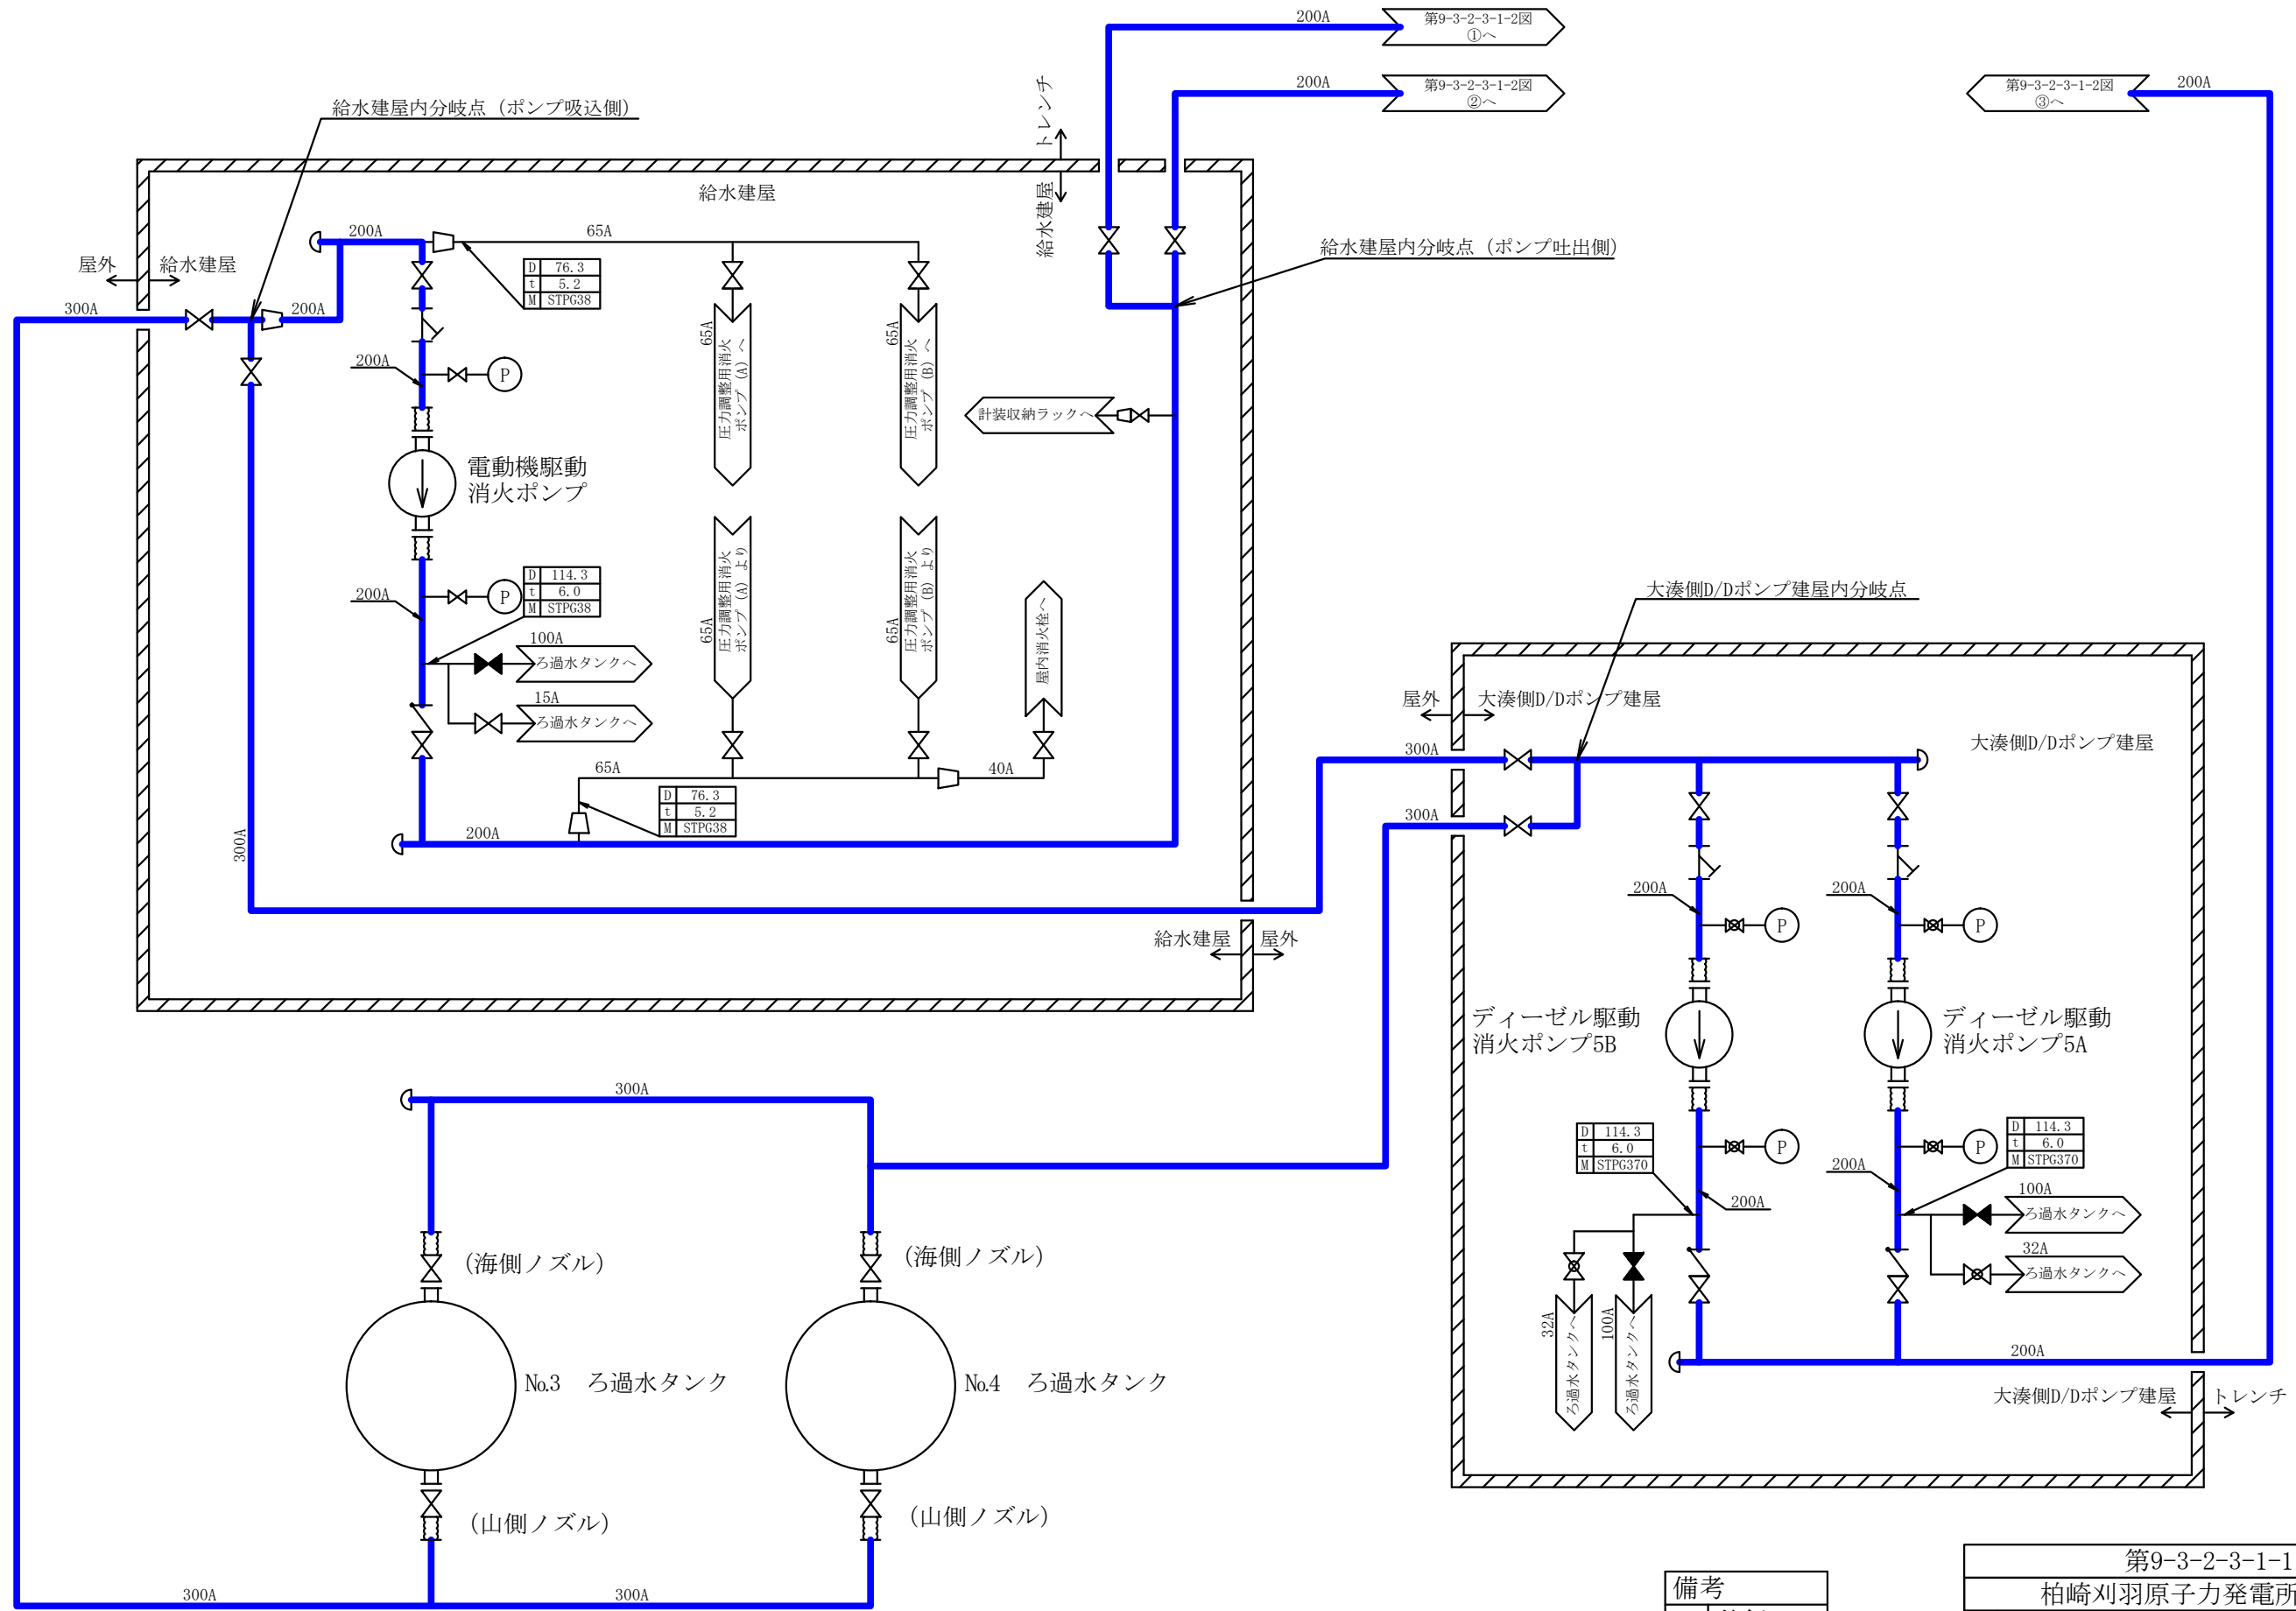 200A
第9-3-2-3-1-2図
①へ
200A
第9-3-2-3-1-2図
②へ
第9-3-2-3-1-2図
③へ
200A
給水建屋内分岐点（ポンプ吸込側）
トレンチ
給水建屋
給水建屋
給水建屋内分岐点（ポンプ吐出側）
屋外
給水建屋
300A
200A
200A
65A
D 76.3
t 5.2
M STPG38
200A
P
65A
圧力調整用消火
ポンプ（A）へ
65A
圧力調整用消火
ポンプ（B）へ
計装収納ラックへ
電動機駆動
消火ポンプ
200A
P
D 114.3
t 6.0
M STPG38
100A
ろ過水タンクへ
15A
ろ過水タンクへ
65A
圧力調整用消火
ポンプ（A）より
65A
圧力調整用消火
ポンプ（B）より
屋内消火栓へ
65A
40A
D 76.3
t 5.2
M STPG38
200A
300A
給水建屋
屋外
大湊側D/Dポンプ建屋内分岐点
屋外
大湊側D/Dポンプ建屋
大湊側D/Dポンプ建屋
300A
300A
200A
P
200A
P
ディーゼル駆動
消火ポンプ5B
ディーゼル駆動
消火ポンプ5A
D 114.3
t 6.0
M STPG370
P
200A
P
D 114.3
t 6.0
M STPG370
200A
100A
ろ過水タンクへ
32A
ろ過水タンクへ
32A
ろ過水タンクへ
100A
ろ過水タンクへ
200A
大湊側D/Dポンプ建屋
トレンチ
300A
(海側ノズル)
(海側ノズル)
№3　ろ過水タンク
№4　ろ過水タンク
(山側ノズル)
(山側ノズル)
300A
300A
備考
第9-3-2-3-1-1
柏崎刈羽原子力発電所